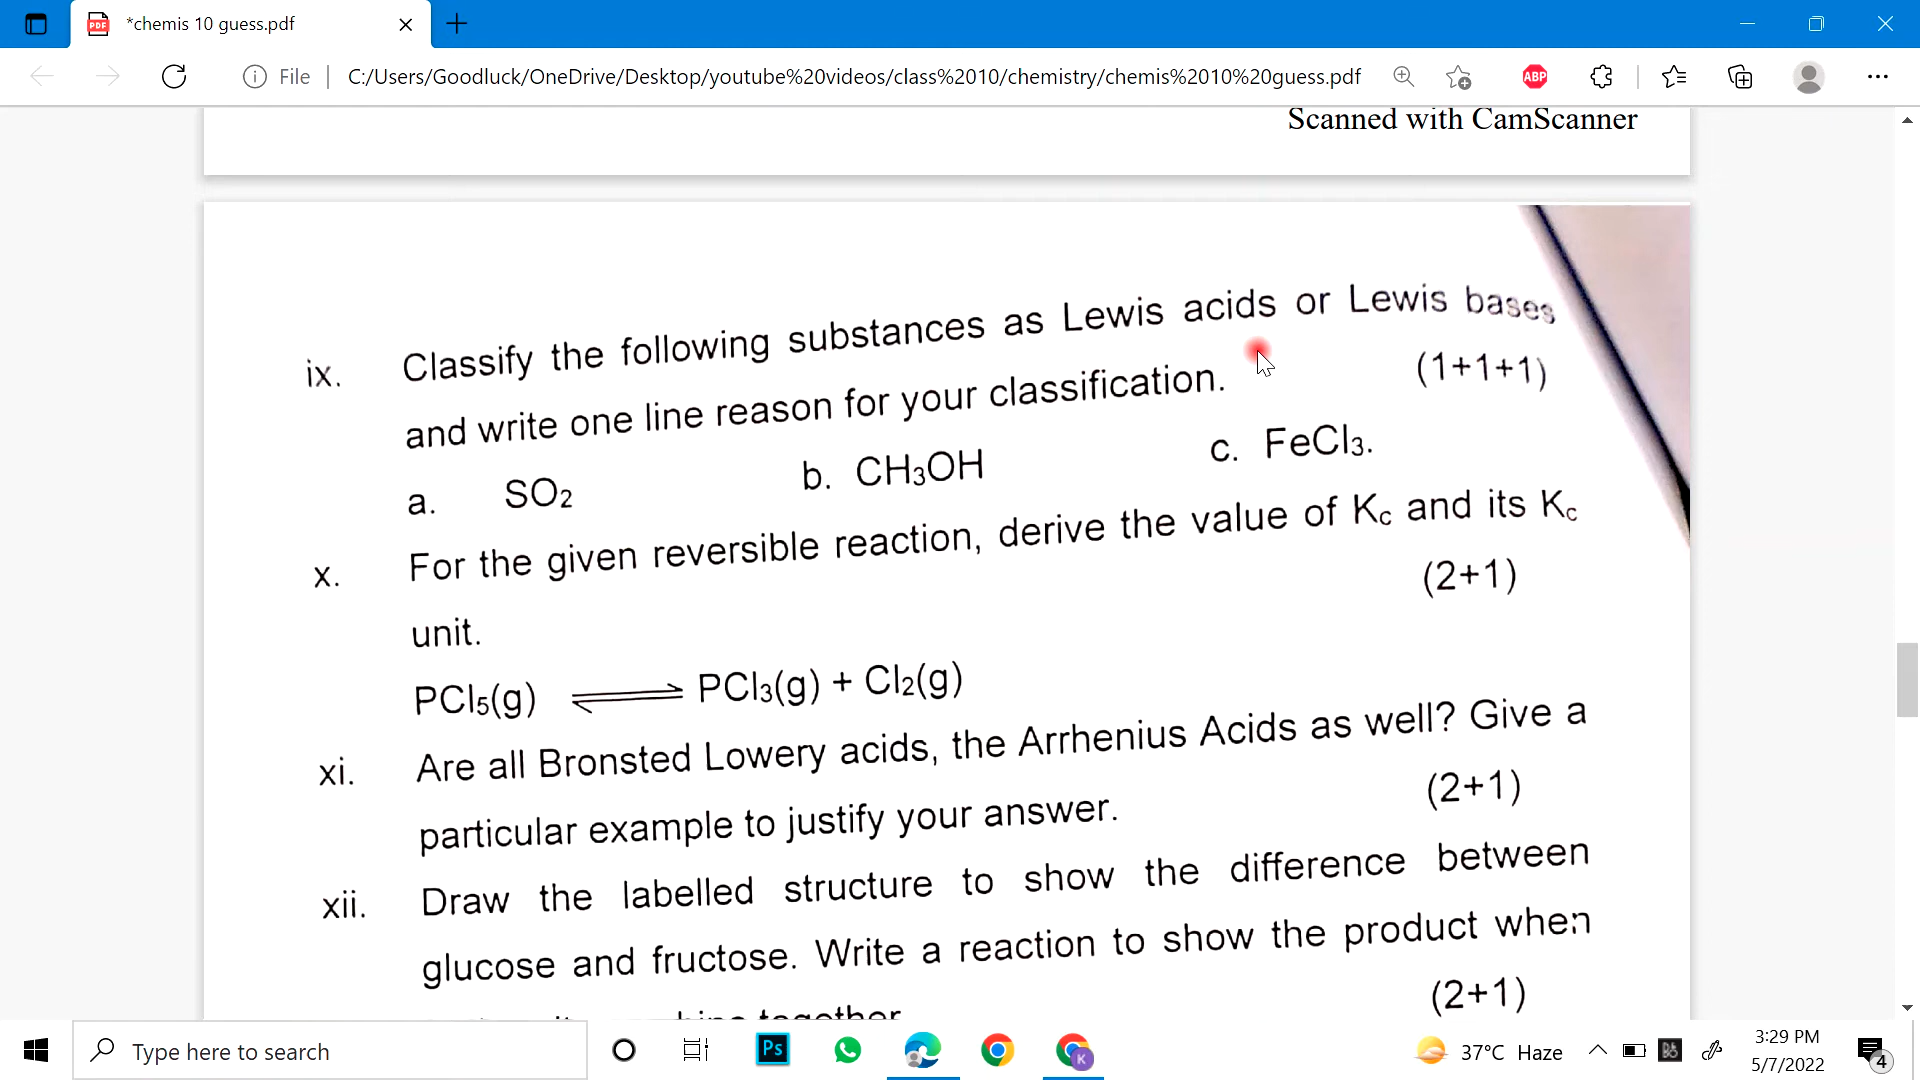 *chemis 10 guess.pdf
File C:/Users/Goodluck/OneDrive/Desktop/youtube%20videos/class%2010/chemistry/chemis%2010%20guess.pdf
ABP
Scanned with CamScanner
ix. Classify the following substances as Lewis acids or Lewis bases
and write one line reason for your classification. (1+1+1)
a. SO₂ b. CH₃OH c. FeCl₃.
x. For the given reversible reaction, derive the value of Kc and its Kc
unit. (2+1)
PCl₅(g) ⇌ PCl₃(g) + Cl₂(g)
xi. Are all Bronsted Lowery acids, the Arrhenius Acids as well? Give a
particular example to justify your answer. (2+1)
xii. Draw the labelled structure to show the difference between
glucose and fructose. Write a reaction to show the product when
(2+1)
together
Type here to search
Ps
K
37°C Haze
3:29 PM
5/7/2022
4